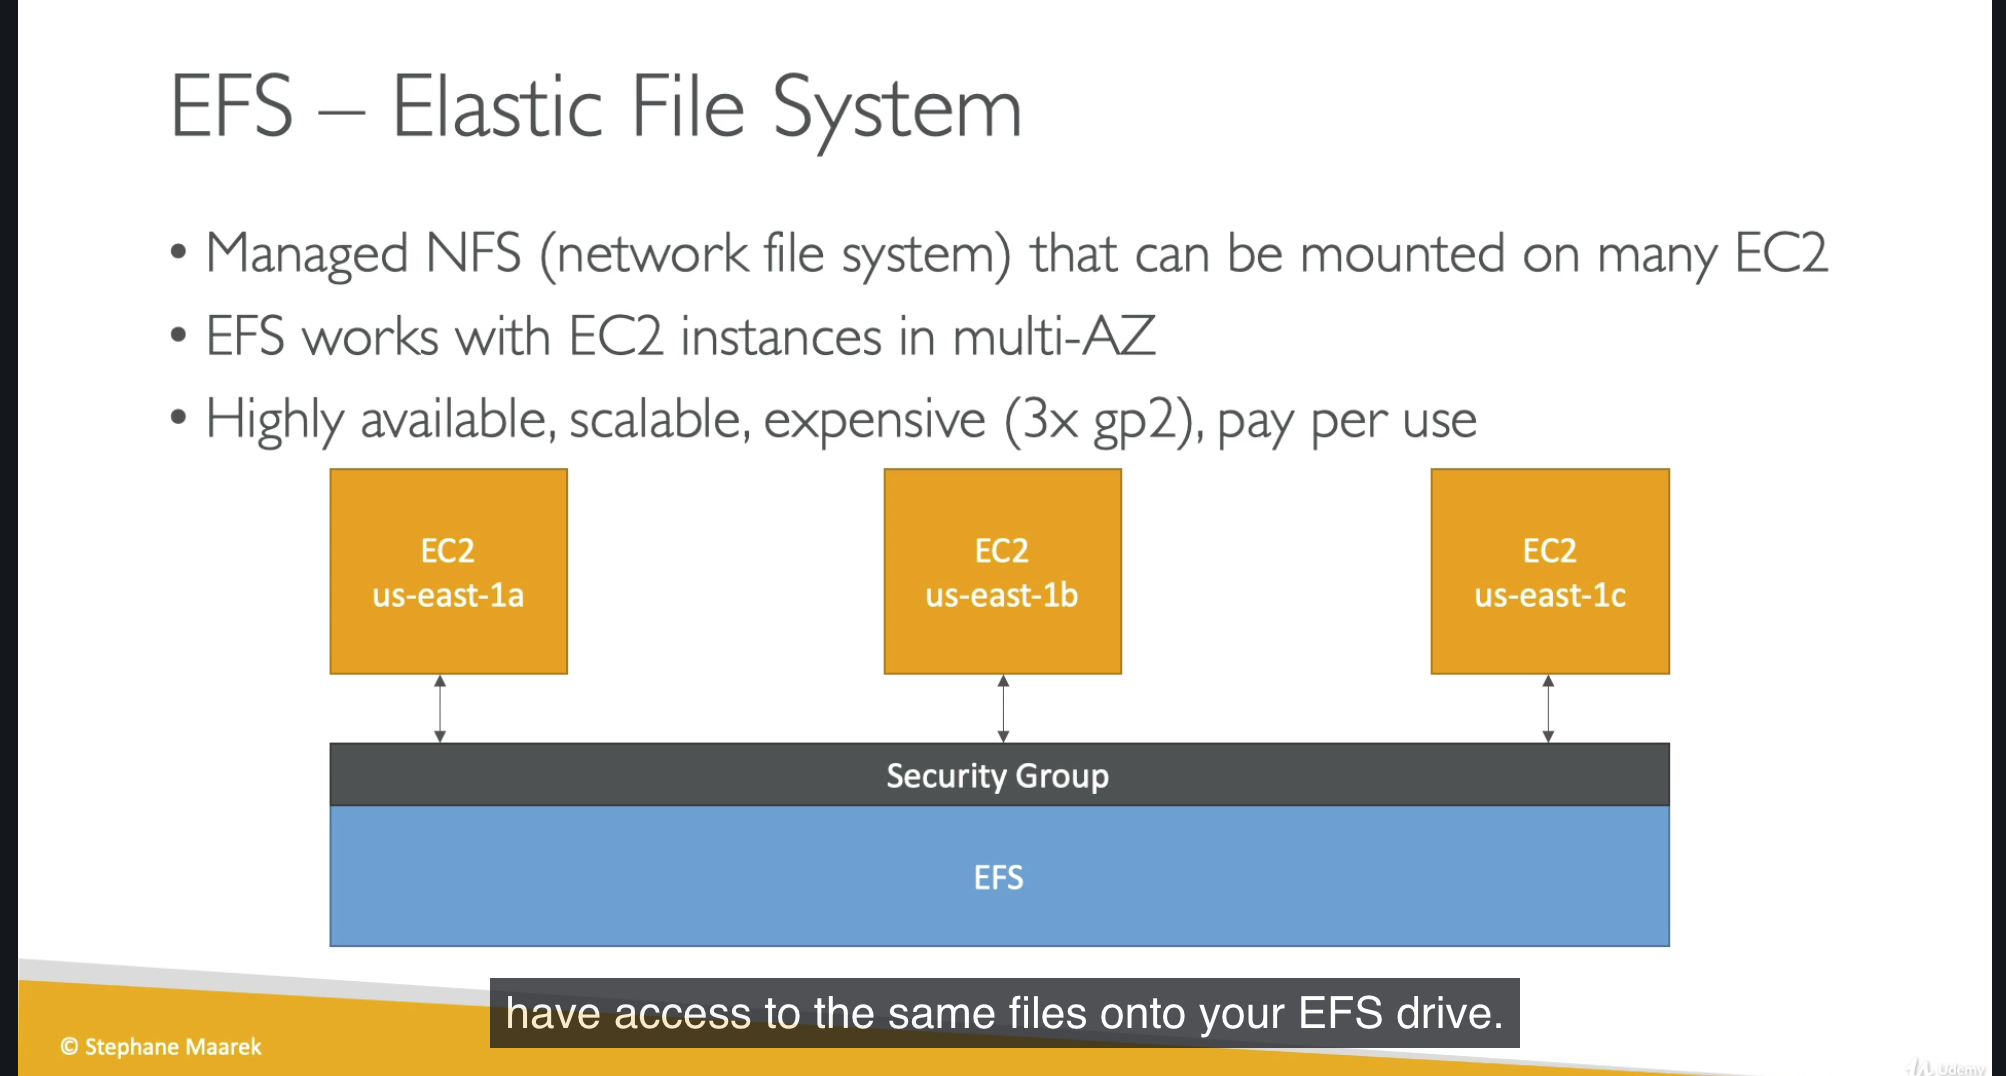 EFS – Elastic File System
• Managed NFS (network file system) that can be mounted on many EC2
• EFS works with EC2 instances in multi-AZ
• Highly available, scalable, expensive (3x gp2), pay per use
EC2
us-east-1a
EC2
us-east-1b
EC2
us-east-1c
Security Group
EFS
have access to the same files onto your EFS drive.
© Stephane Maarek
Udemy